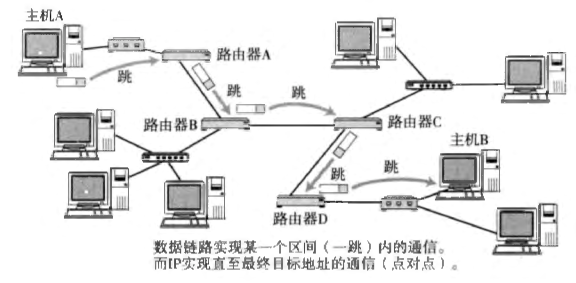 主机A
路由器A
跳
跳
跳
路由器B
路由器C
跳
主机B
跳
路由器D
数据链路实现某一个区间（一跳）内的通信。
而IP实现直至最终目标地址的通信（点对点）。